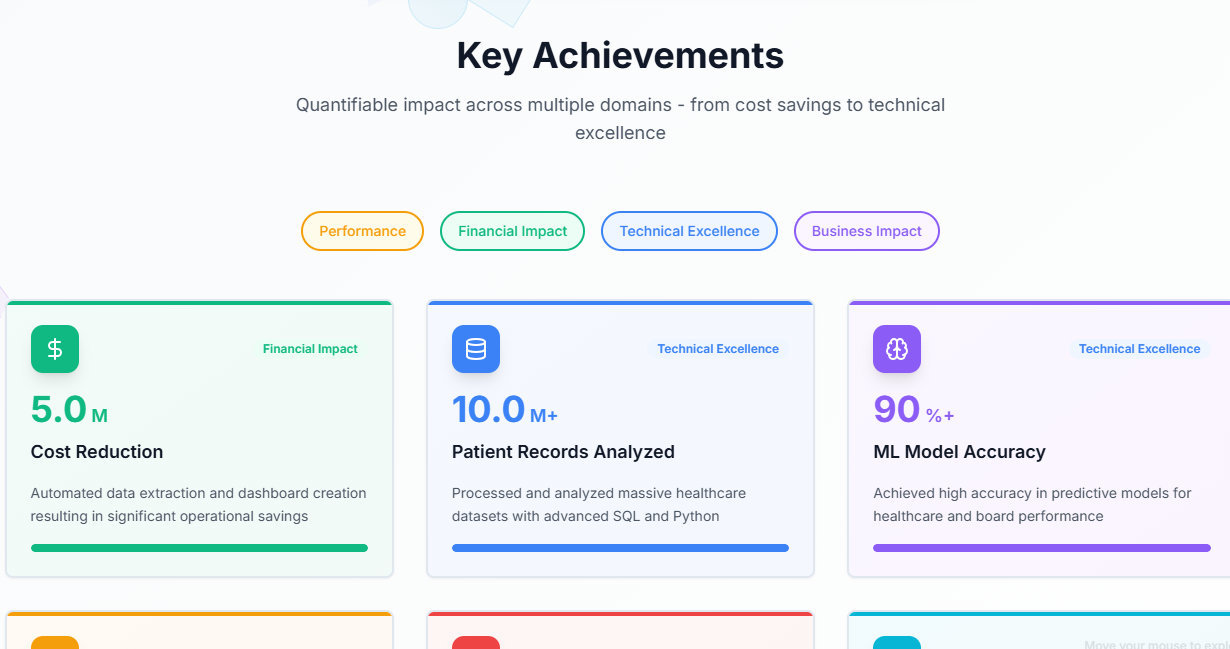 Key Achievements
Quantifiable impact across multiple domains - from cost savings to technical
excellence
Performance
Financial Impact
Technical Excellence
Business Impact
Financial Impact
5.0 M
Cost Reduction
Automated data extraction and dashboard creation
resulting in significant operational savings
Technical Excellence
10.0 M+
Patient Records Analyzed
Processed and analyzed massive healthcare
datasets with advanced SQL and Python
Technical Excellence
90 %+
ML Model Accuracy
Achieved high accuracy in predictive models for
healthcare and board performance
Move your mouse to